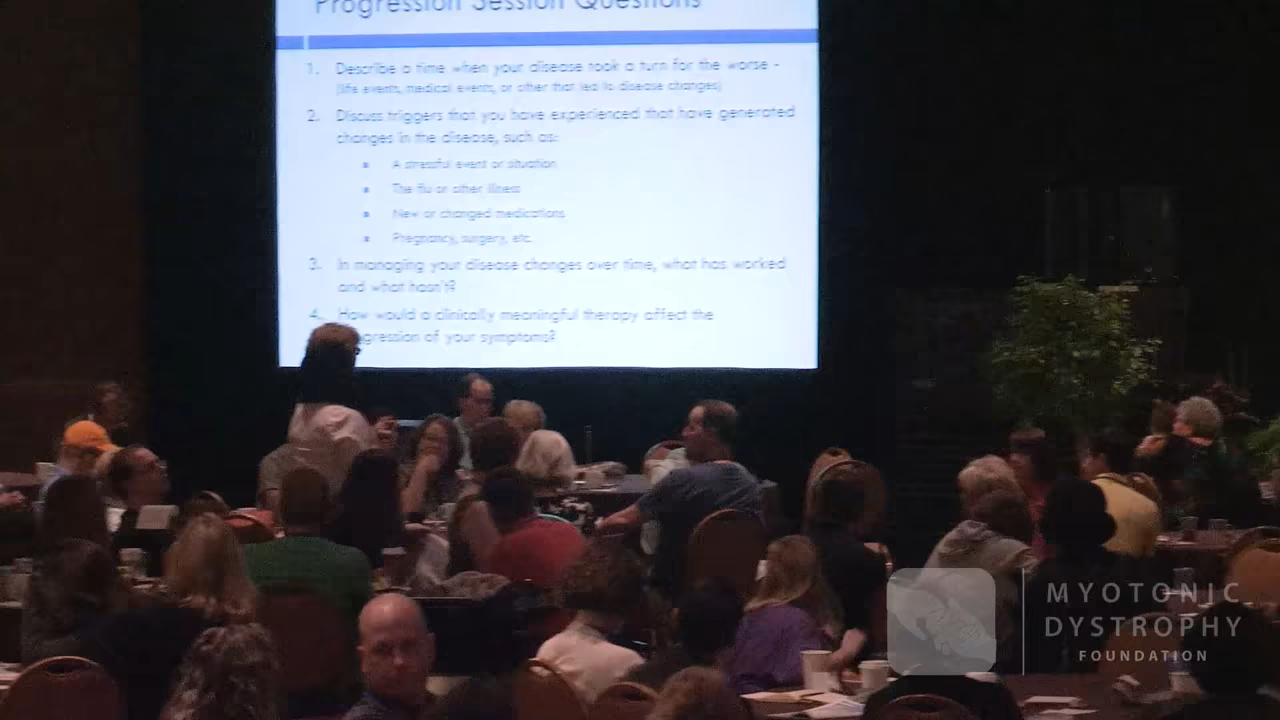 Progression Session Questions
1. Describe a time when your disease took a turn for the worse -
(life events, medical events, or other that led to disease changes)
2. Discuss triggers that you have experienced that have generated
changes in the disease, such as:
A stressful event or situation
The flu or other illness
New or changed medications
Pregnancy, surgery, etc.
3. In managing your disease changes over time, what has worked
and what hasn't?
4. How would a clinically meaningful therapy affect the
gression of your symptoms?
MYOTONIC
DYSTROPHY
FOUNDATION